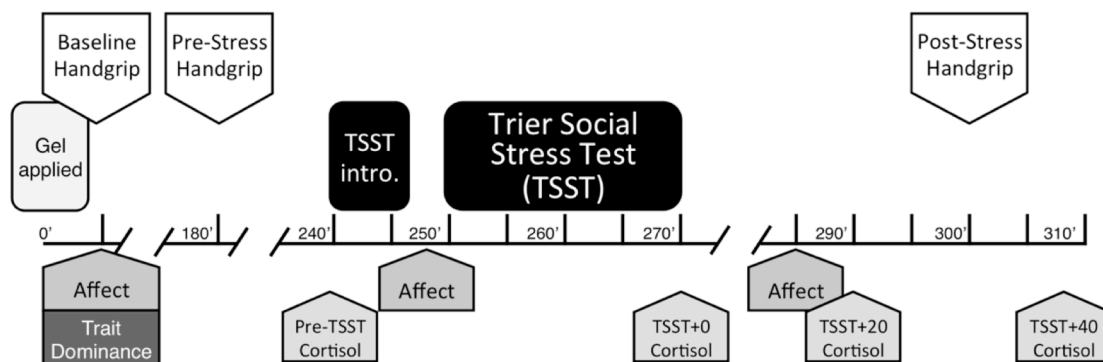 Baseline
Handgrip
Pre-Stress
Handgrip
Post-Stress
Handgrip
Gel
applied
TSST
intro.
Trier Social
Stress Test
(TSST)
0' 180' 240' 250' 260' 270' 290' 300' 310'
Affect
Trait
Dominance
Affect
Affect
Pre-TSST
Cortisol
TSST+0
Cortisol
TSST+20
Cortisol
TSST+40
Cortisol